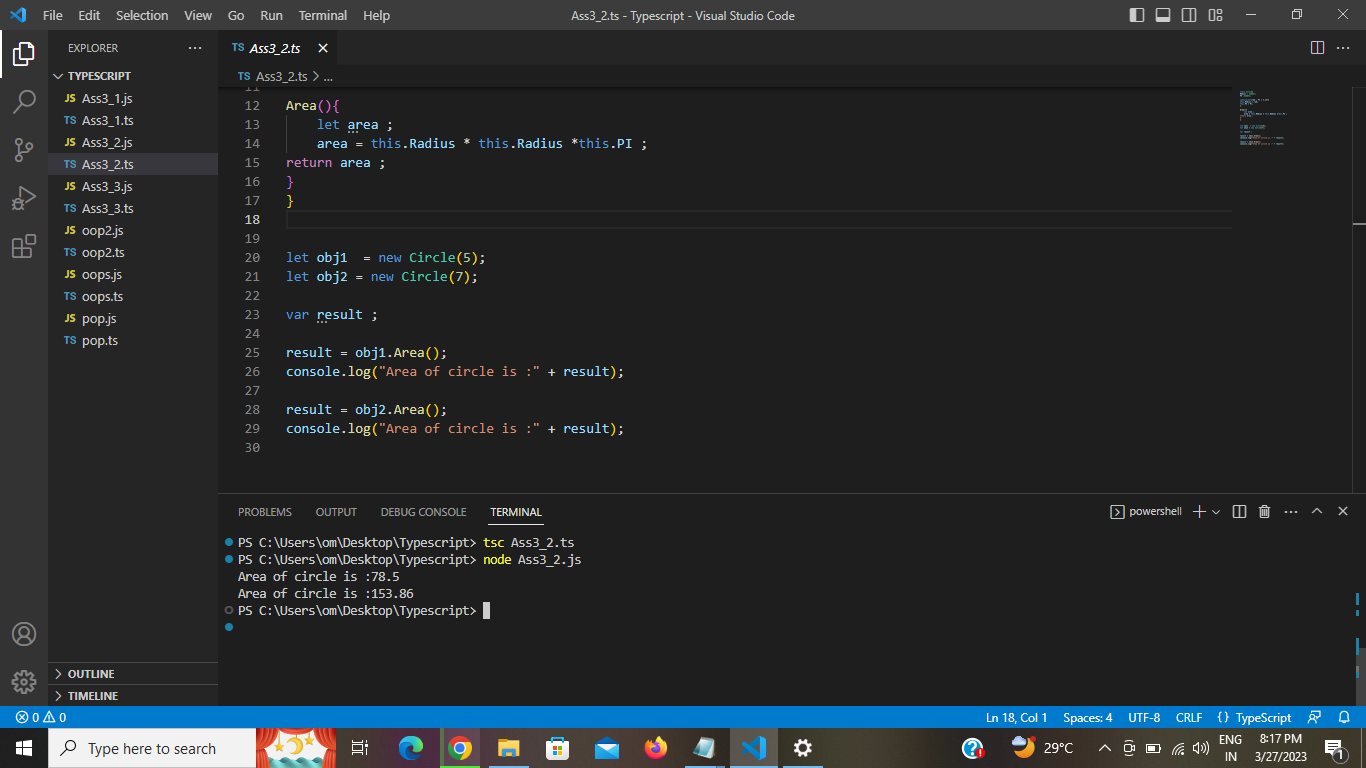 File Edit Selection View Go Run Terminal Help
Ass3_2.ts - Typescript - Visual Studio Code
EXPLORER
TYPESCRIPT
JS Ass3_1.js
TS Ass3_1.ts
JS Ass3_2.js
TS Ass3_2.ts
JS Ass3_3.js
TS Ass3_3.ts
JS oop2.js
TS oop2.ts
JS oops.js
TS oops.ts
JS pop.js
TS pop.ts
OUTLINE
TIMELINE
TS Ass3_2.ts
TS Ass3_2.ts > ...
11
12 Area(){
13 let area ;
14 area = this.Radius * this.Radius *this.PI ;
15 return area ;
16 }
17 }
18
19
20 let obj1  = new Circle(5);
21 let obj2 = new Circle(7);
22
23 var result ;
24
25 result = obj1.Area();
26 console.log("Area of circle is :" + result);
27
28 result = obj2.Area();
29 console.log("Area of circle is :" + result);
30
PROBLEMS OUTPUT DEBUG CONSOLE TERMINAL
powershell
PS C:\Users\om\Desktop\Typescript> tsc Ass3_2.ts
PS C:\Users\om\Desktop\Typescript> node Ass3_2.js
Area of circle is :78.5
Area of circle is :153.86
PS C:\Users\om\Desktop\Typescript>
0 0
Ln 18, Col 1 Spaces: 4 UTF-8 CRLF {} TypeScript
Type here to search
29°C
ENG
IN
8:17 PM
3/27/2023
1